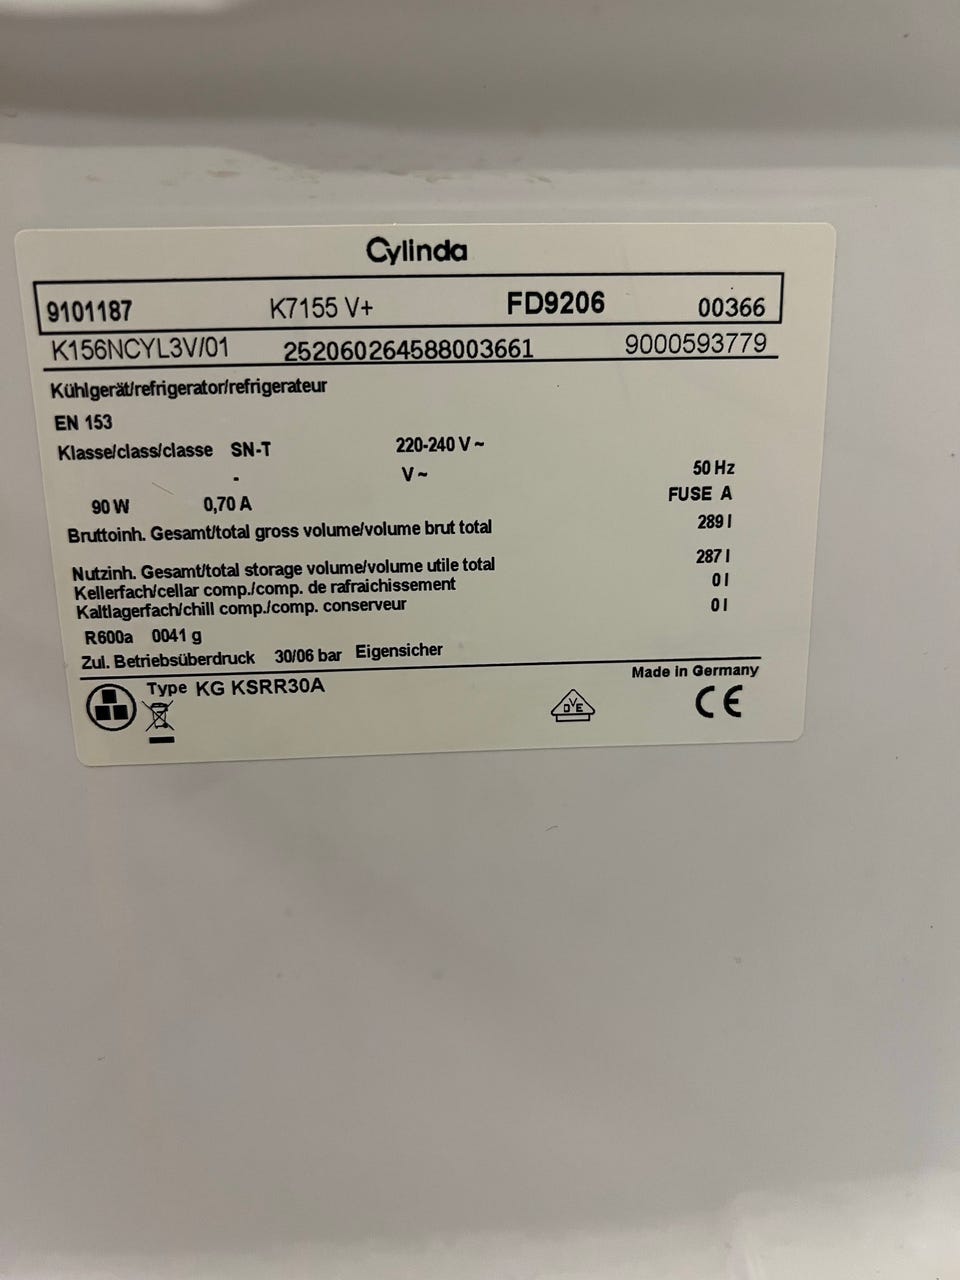 Cylinda
9101187 K7155 V+ FD9206 00366
K156NCYL3V/01 252060264588003661 9000593779
Kühlgerät/refrigerator/refrigerateur
EN 153
Klasse/class/classe SN-T 220-240 V ~
- V ~ 50 Hz
90 W 0,70 A FUSE A
Bruttoinh. Gesamt/total gross volume/volume brut total 289 l
Nutzinh. Gesamt/total storage volume/volume utile total 287 l
Kellerfach/cellar comp./comp. de rafraichissement 0 l
Kaltlagerfach/chill comp./comp. conserveur 0 l
R600a 0041 g
Zul. Betriebsüberdruck 30/06 bar Eigensicher
Type KG KSRR30A Made in Germany
DVE CE